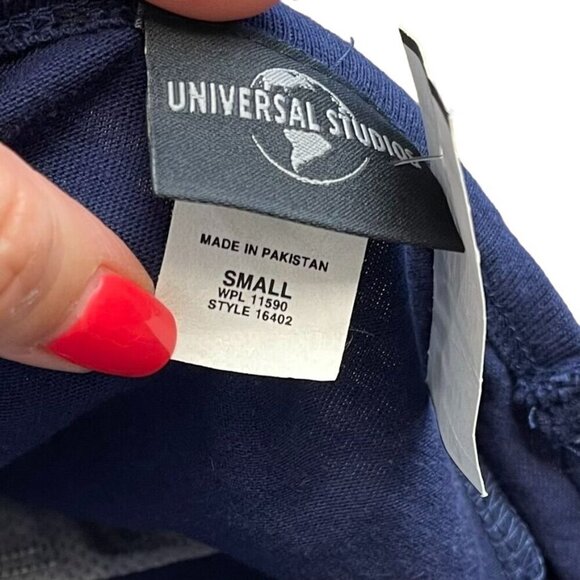 UNIVERSAL STUDIOS
MADE IN PAKISTAN
SMALL
WPL 11590
STYLE 16402